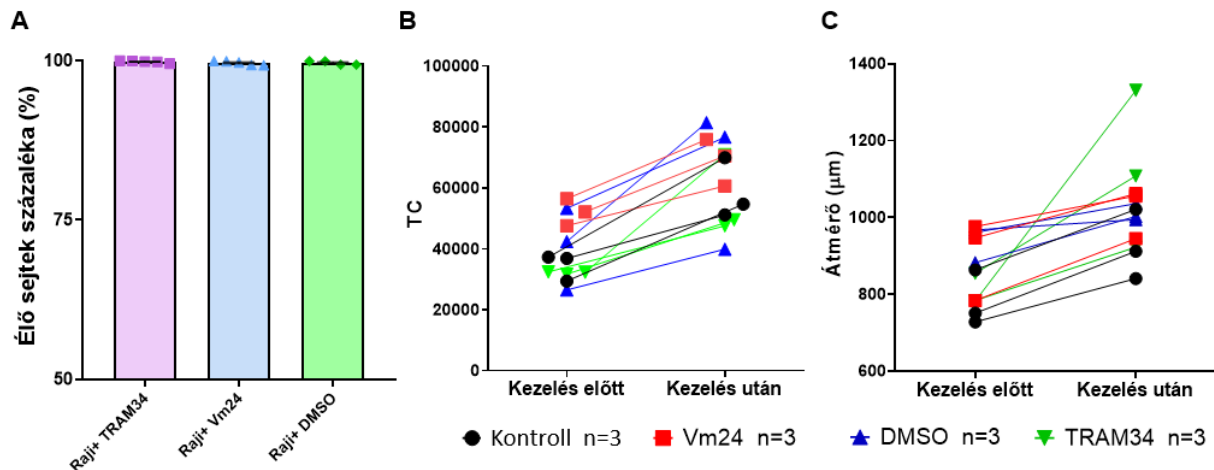 A
Élő sejtek százaléka (%)
100
75
50
Raji+ TRAM34
Raji+ Vm24
Raji+ DMSO
B
TC
100000
80000
60000
40000
20000
0
Kezelés előtt
Kezelés után
C
Átmérő (μm)
1400
1200
1000
800
600
Kezelés előtt
Kezelés után
Kontroll n=3
Vm24 n=3
DMSO n=3
TRAM34 n=3